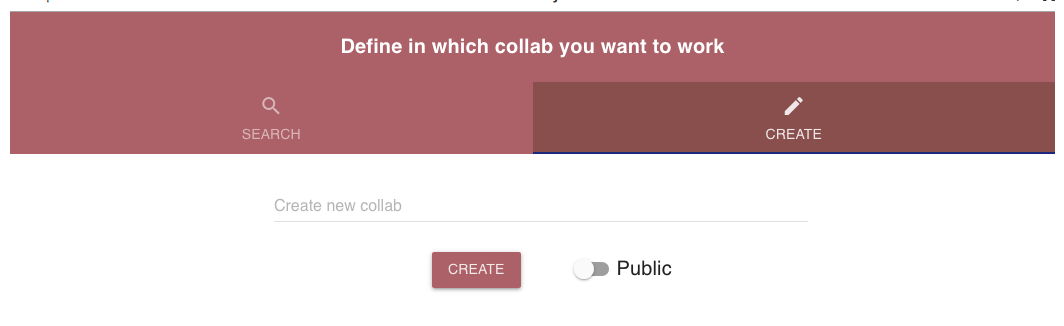 Define in which collab you want to work
SEARCH
CREATE
Create new collab
CREATE
Public